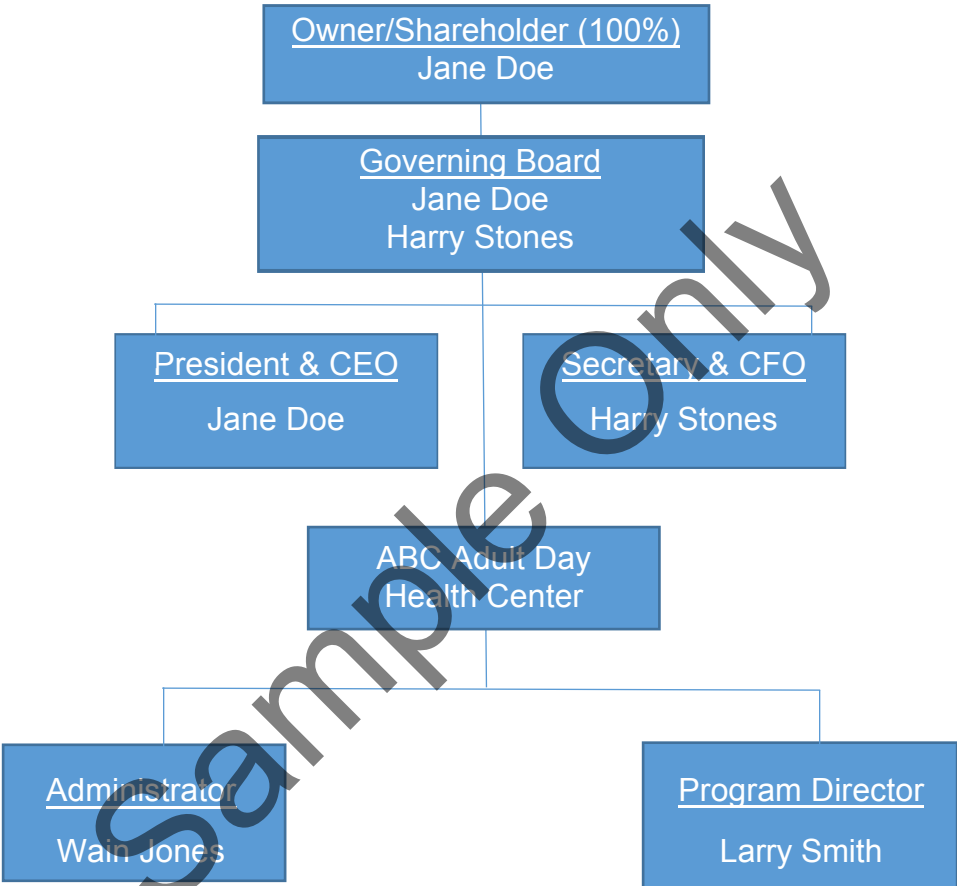 Owner/Shareholder (100%)
Jane Doe
Governing Board
Jane Doe
Harry Stones
President & CEO
Jane Doe
Secretary & CFO
Harry Stones
ABC Adult Day
Health Center
Administrator
Wain Jones
Program Director
Larry Smith
Sample Only